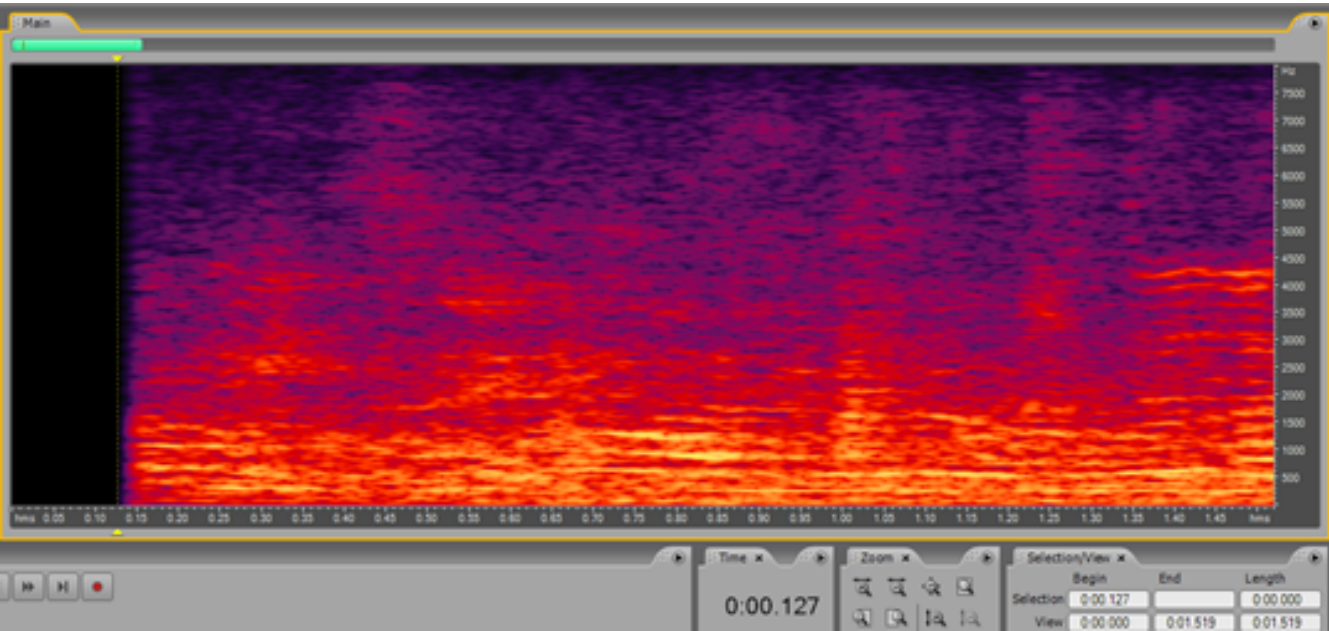 Main
Hz
7500
7000
6500
6000
5500
5000
4500
4000
3500
3000
2500
2000
1500
1000
500
hms 0.05 0.10 0.15 0.20 0.25 0.30 0.35 0.40 0.45 0.50 0.55 0.60 0.65 0.70 0.75 0.80 0.85 0.90 0.95 1.00 1.05 1.10 1.15 1.20 1.25 1.30 1.35 1.40 1.45 hms
Time x
Zoom x
Selection/View x
Begin End Length
0:00.127
Selection 0:00.127 0:00.000
View 0:00.000 0:01.519 0:01.519